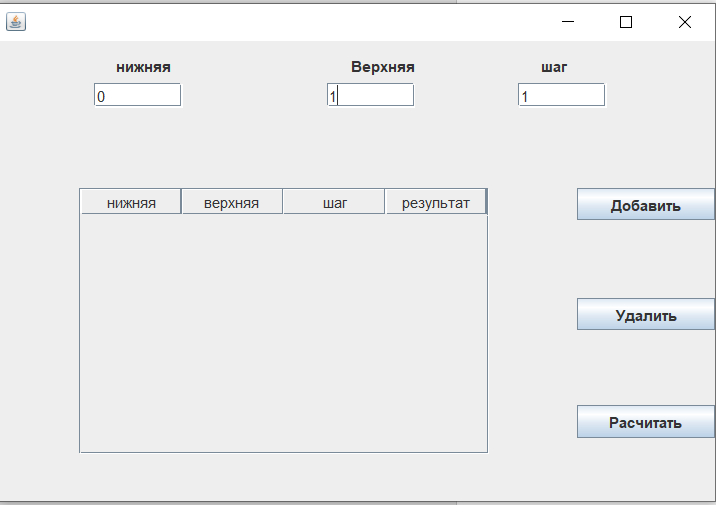 нижняя Верхняя шаг
0 1 1
нижняя верхняя шаг результат
Добавить
Удалить
Расчитать